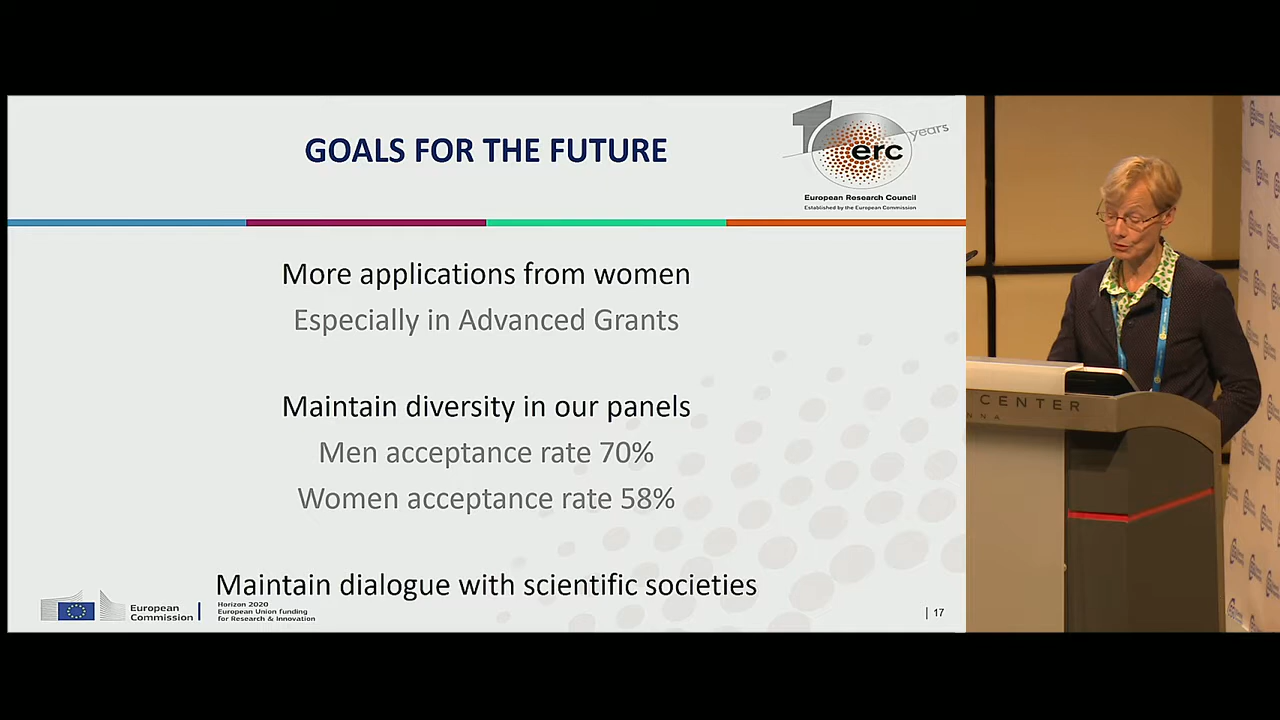 GOALS FOR THE FUTURE
years
erc
European Research Council
Established by the European Commission
More applications from women
Especially in Advanced Grants
Maintain diversity in our panels
Men acceptance rate 70%
Women acceptance rate 58%
Maintain dialogue with scientific societies
European
Commission
Horizon 2020
European Union funding
for Research & Innovation
| 17
CENTER